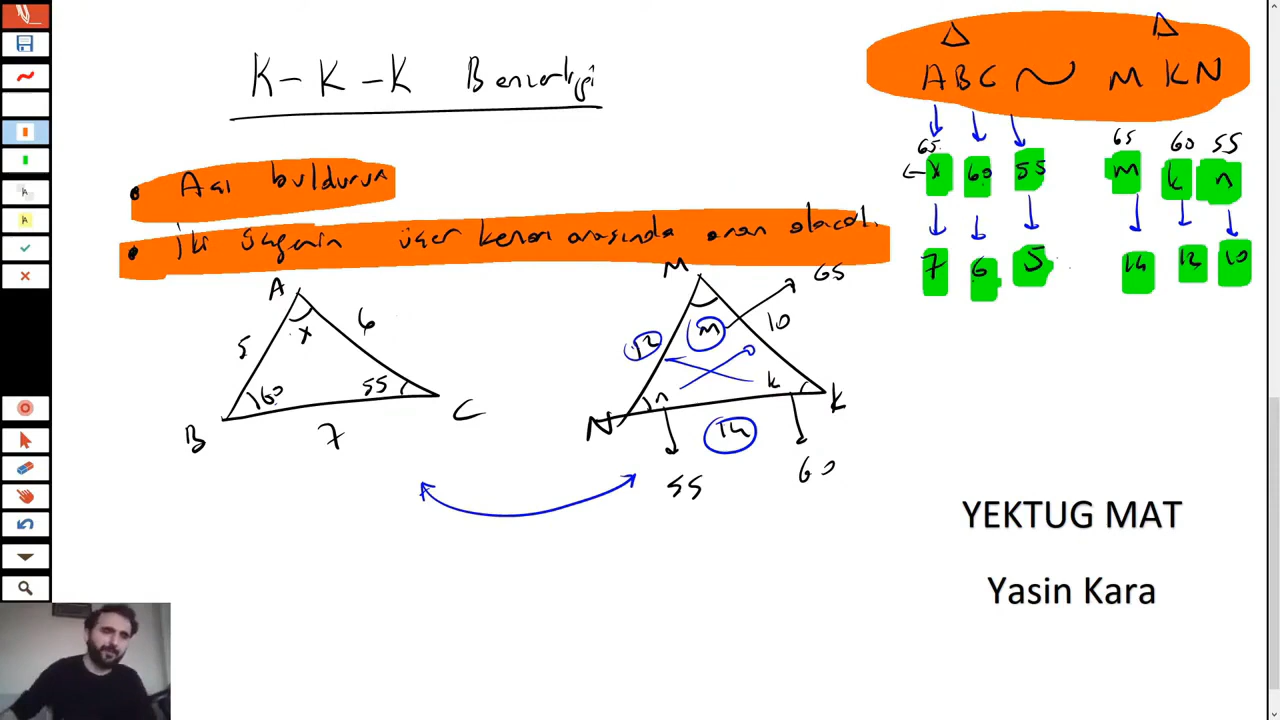 K - K - K Benzerliği
• Açı buldurur
• İki üçgenin üçer kenarı arasında oran olacak.
ABC ~ MKN
65 65 60 55
x 60 55 m k n
7 6 5 14 12 10
A
x
5 6
60 55
B 7 C
M 65
12 m 10
n k
N 14 K
55 60
YEKTUG MAT
Yasin Kara